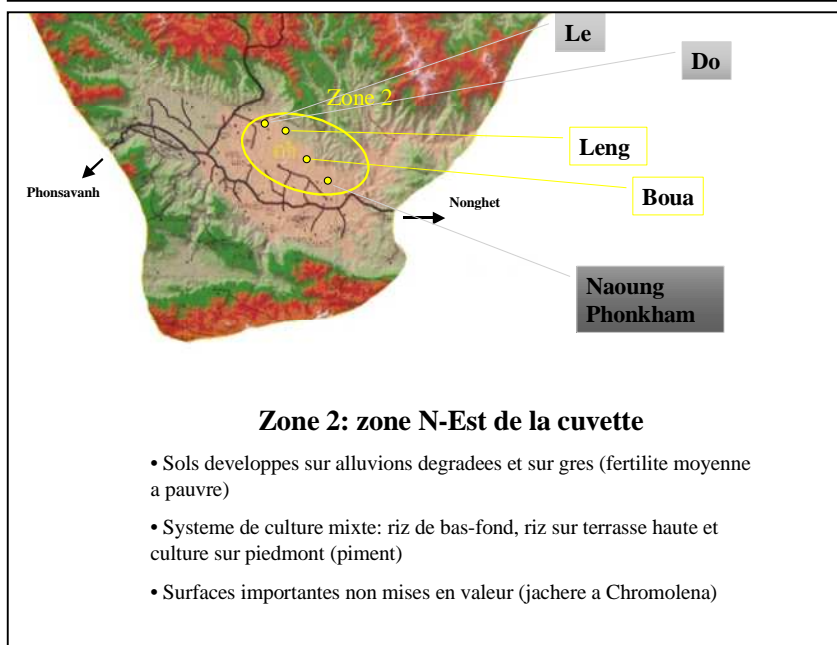 Le
Do
Zone 2
Leng
Boua
Phonsavanh
Nonghet
Naoung
Phonkham
Zone 2: zone N-Est de la cuvette
• Sols developpes sur alluvions degradees et sur gres (fertilite moyenne
a pauvre)
• Systeme de culture mixte: riz de bas-fond, riz sur terrasse haute et
culture sur piedmont (piment)
• Surfaces importantes non mises en valeur (jachere a Chromolena)